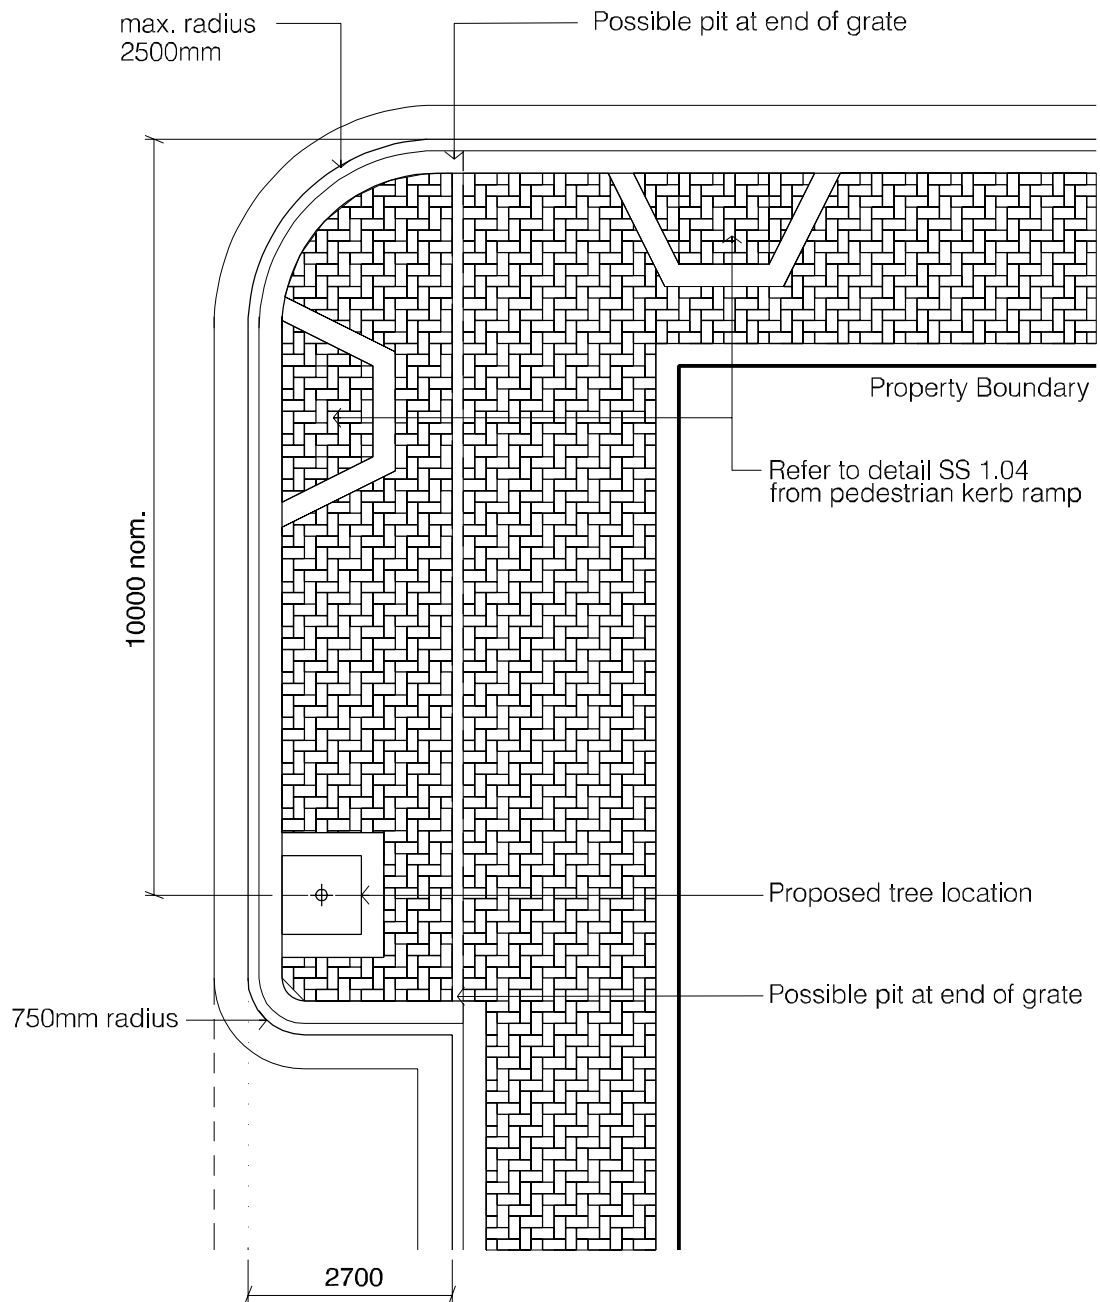 max. radius
2500mm
Possible pit at end of grate
Property Boundary
Refer to detail SS 1.04
from pedestrian kerb ramp
10000 nom.
Proposed tree location
Possible pit at end of grate
750mm radius
2700